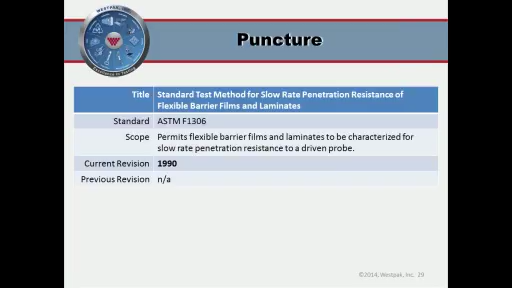 WESTPAK, INC.
Puncture
Title Standard Test Method for Slow Rate Penetration Resistance of
Flexible Barrier Films and Laminates
Standard ASTM F1306
Scope Permits flexible barrier films and laminates to be characterized for
slow rate penetration resistance to a driven probe.
Current Revision 1990
Previous Revision n/a
©2014, Westpak, Inc. 29